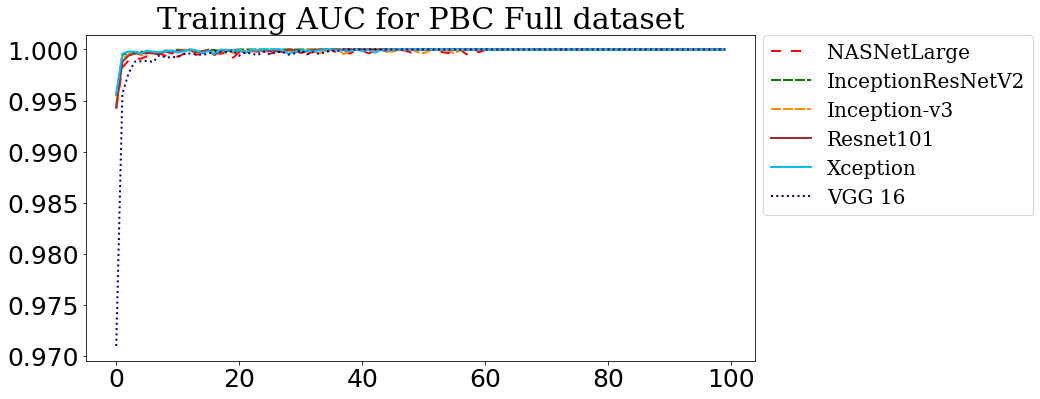 Training AUC for PBC Full dataset
1.000
0.995
0.990
0.985
0.980
0.975
0.970
0 20 40 60 80 100
NASNetLarge
InceptionResNetV2
Inception-v3
Resnet101
Xception
VGG 16